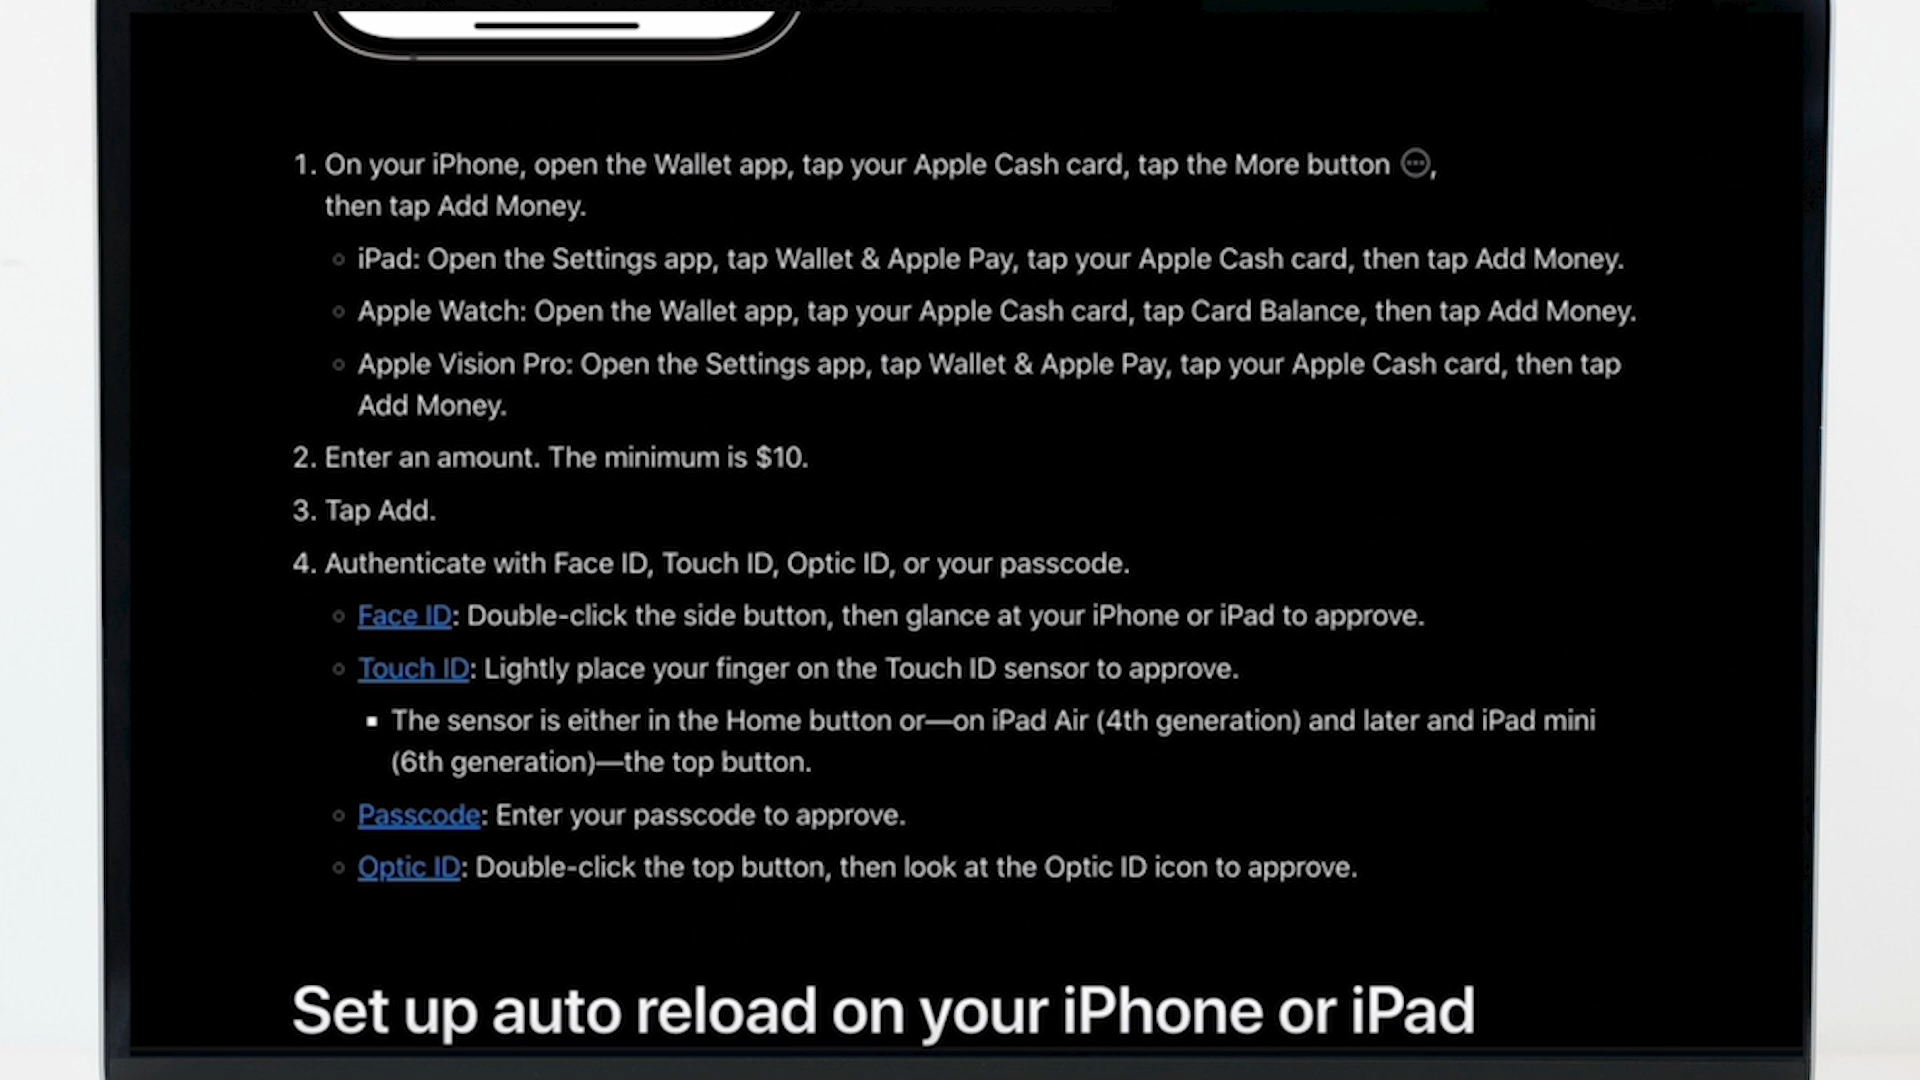 1. On your iPhone, open the Wallet app, tap your Apple Cash card, tap the More button ,
then tap Add Money.
iPad: Open the Settings app, tap Wallet & Apple Pay, tap your Apple Cash card, then tap Add Money.
Apple Watch: Open the Wallet app, tap your Apple Cash card, tap Card Balance, then tap Add Money.
Apple Vision Pro: Open the Settings app, tap Wallet & Apple Pay, tap your Apple Cash card, then tap
Add Money.
2. Enter an amount. The minimum is $10.
3. Tap Add.
4. Authenticate with Face ID, Touch ID, Optic ID, or your passcode.
Face ID: Double-click the side button, then glance at your iPhone or iPad to approve.
Touch ID: Lightly place your finger on the Touch ID sensor to approve.
The sensor is either in the Home button or—on iPad Air (4th generation) and later and iPad mini
(6th generation)—the top button.
Passcode: Enter your passcode to approve.
Optic ID: Double-click the top button, then look at the Optic ID icon to approve.
Set up auto reload on your iPhone or iPad